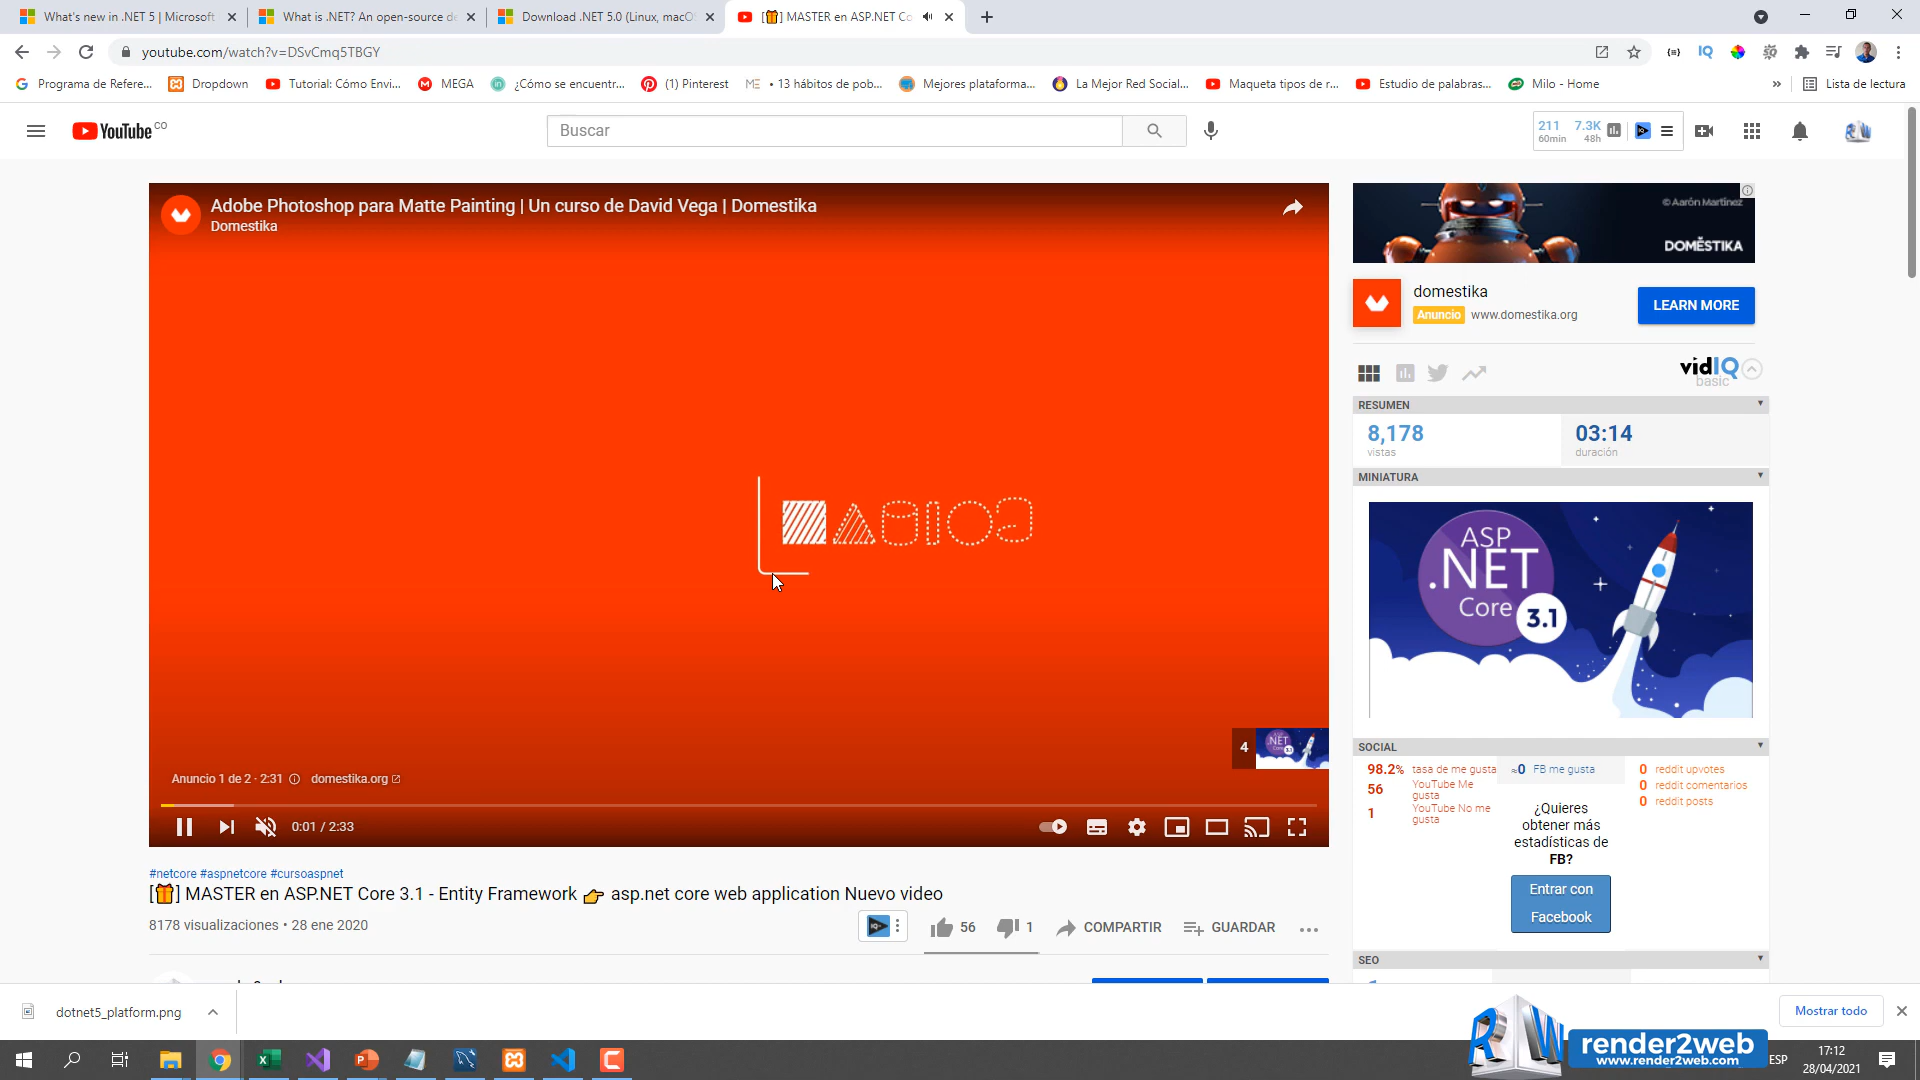 What's new in .NET 5 | Microsoft
What is .NET? An open-source de
Download .NET 5.0 (Linux, macO
[🎁] MASTER en ASP.NET Co
youtube.com/watch?v=DSvCmq5TBGY
Programa de Refere...
Dropdown
Tutorial: Cómo Envi...
MEGA
¿Cómo se encuentr...
(1) Pinterest
• 13 hábitos de pob...
Mejores plataforma...
La Mejor Red Social...
Maqueta tipos de r...
Estudio de palabras...
Milo - Home
»
Lista de lectura
YouTube CO
Buscar
211
60min
7.3K
48h
Adobe Photoshop para Matte Painting | Un curso de David Vega | Domestika
Domestika
Anuncio 1 de 2 · 2:31
domestika.org
4
0:01 / 2:33
#netcore #aspnetcore #cursoaspnet
[🎁] MASTER en ASP.NET Core 3.1 - Entity Framework 👉 asp.net core web application Nuevo video
8178 visualizaciones • 28 ene 2020
56
1
COMPARTIR
GUARDAR
© Aarón Martínez
DOMĚSTIKA
domestika
Anuncio www.domestika.org
LEARN MORE
vidIQ
basic
RESUMEN
8,178
vistas
03:14
duración
MINIATURA
ASP
.NET
Core
3.1
SOCIAL
98.2% tasa de me gusta
56 YouTube Me
gusta
1 YouTube No me
gusta
≈0 FB me gusta
¿Quieres
obtener más
estadísticas de
FB?
Entrar con
Facebook
0 reddit upvotes
0 reddit comentarios
0 reddit posts
SEO
dotnet5_platform.png
Mostrar todo
RW
render2web
www.render2web.com
ESP
17:12
28/04/2021